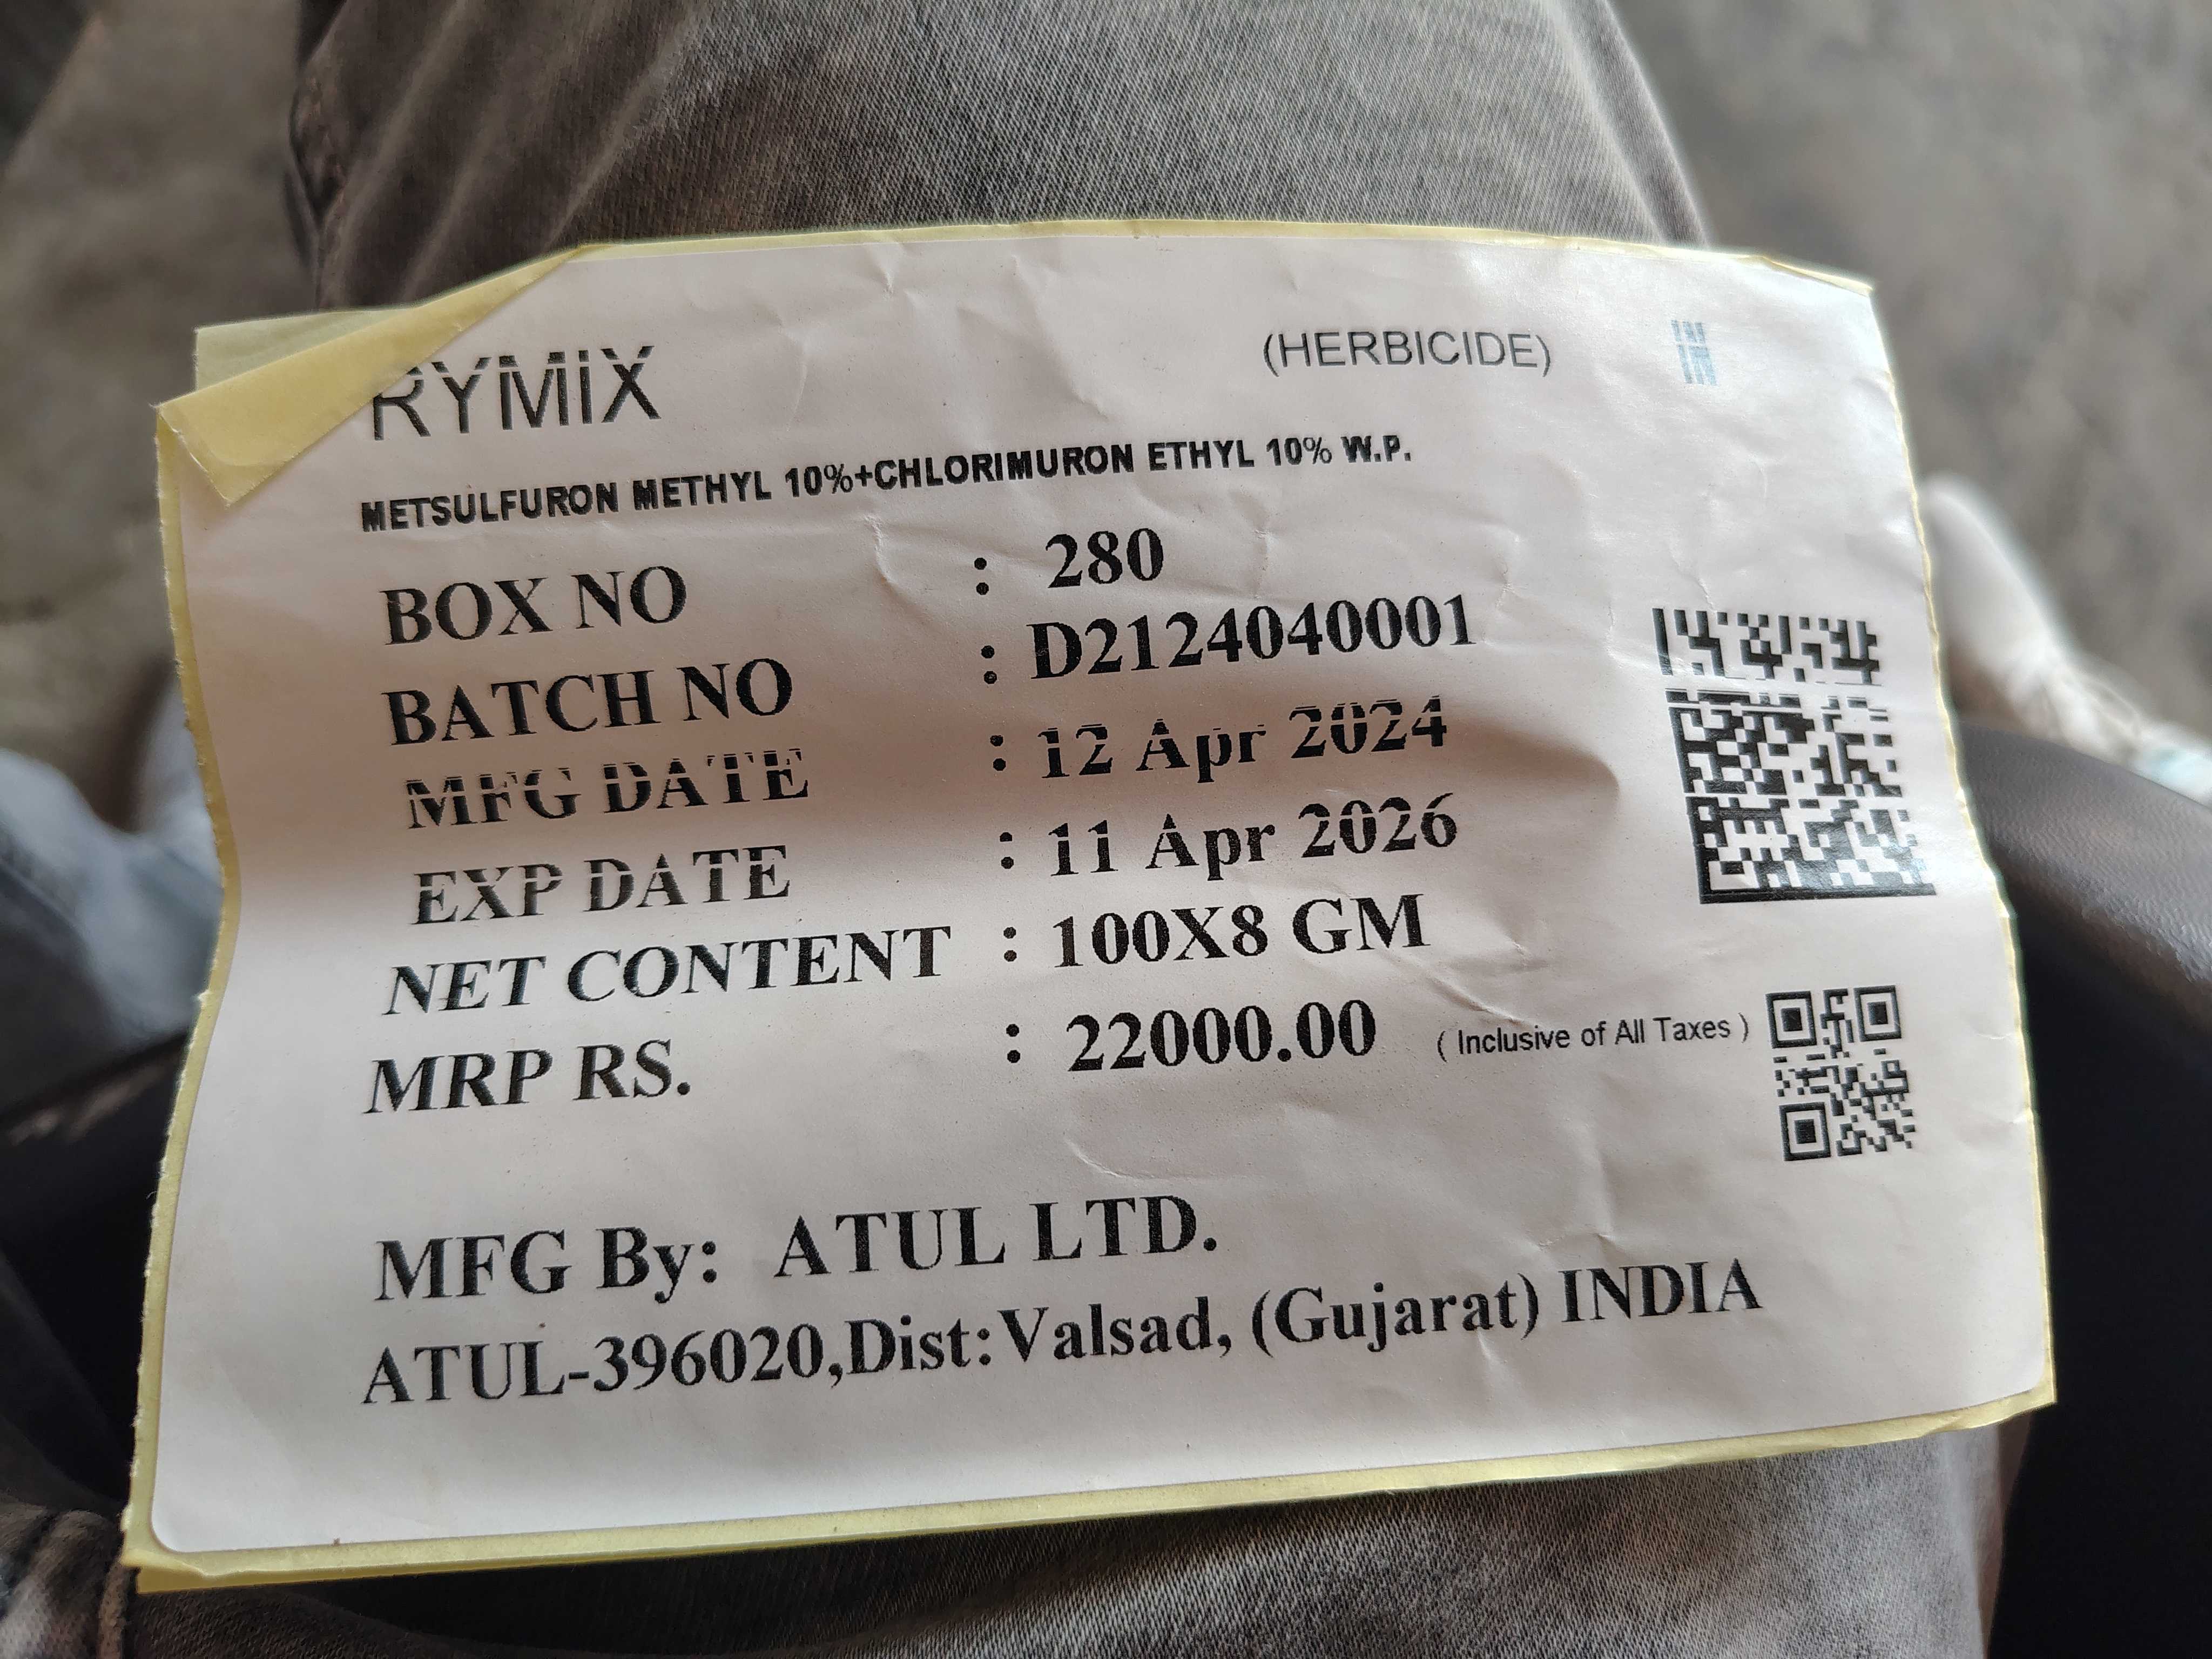 RYMIX (HERBICIDE)
METSULFURON METHYL 10%+CHLORIMURON ETHYL 10% W.P.
BOX NO : 280
BATCH NO : D2124040001
MFG DATE : 12 Apr 2024
EXP DATE : 11 Apr 2026
NET CONTENT : 100X8 GM
MRP RS. : 22000.00 ( Inclusive of All Taxes )
MFG By: ATUL LTD.
ATUL-396020,Dist:Valsad, (Gujarat) INDIA